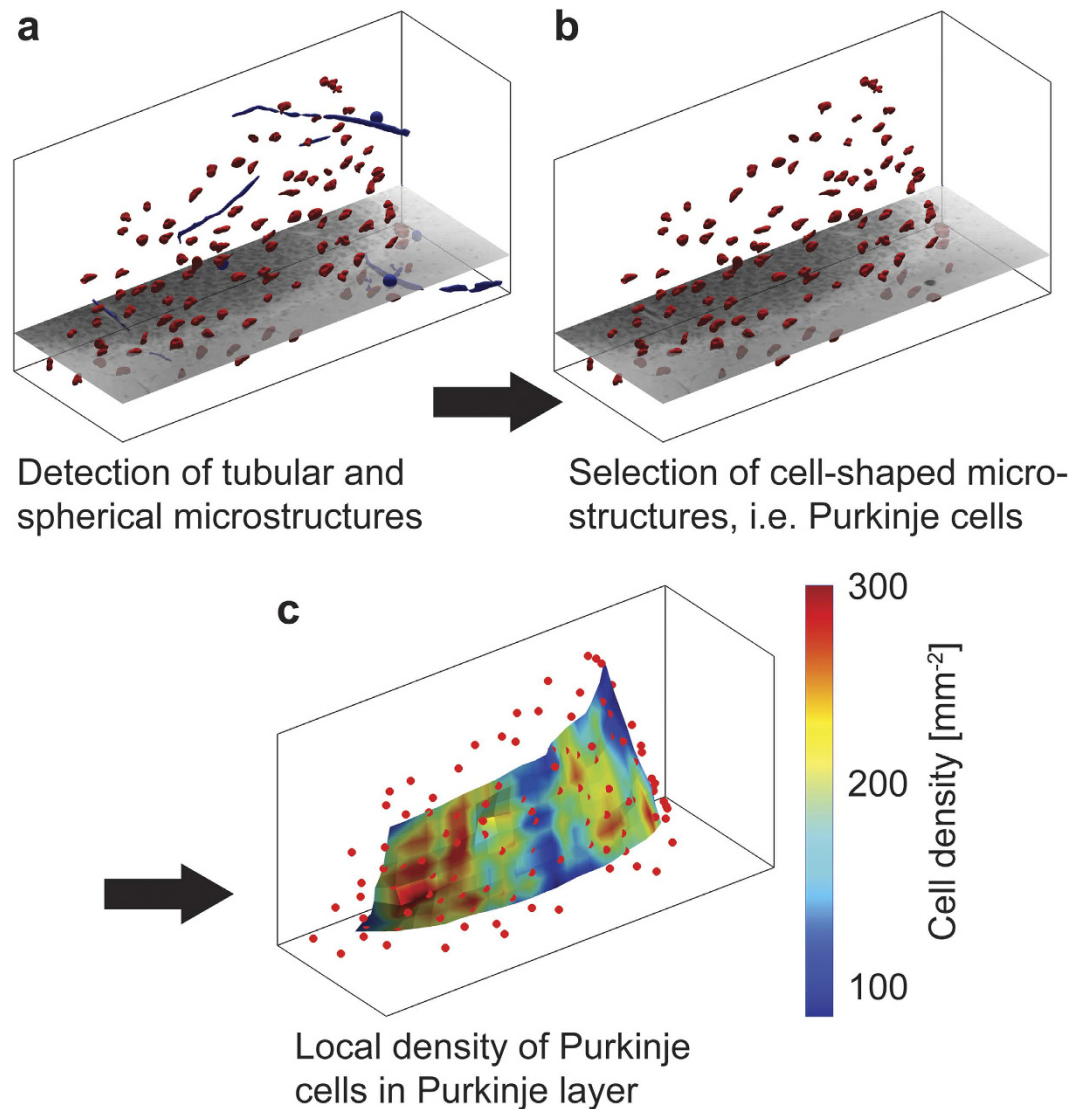 a
b
Detection of tubular and
spherical microstructures
Selection of cell-shaped micro-
structures, i.e. Purkinje cells
c
300
200
100
Cell density [mm⁻²]
Local density of Purkinje
cells in Purkinje layer